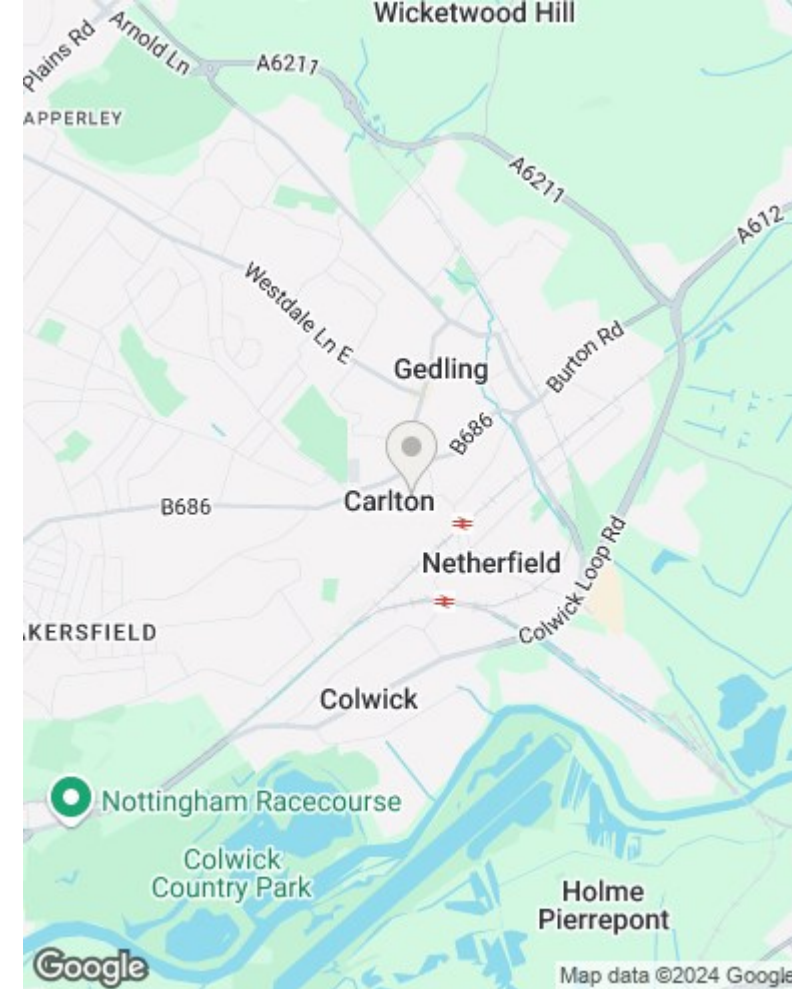 Wicketwood Hill
Arnold Ln
Plains Rd
A6211
APPERLEY
A6211
A612
Westdale Ln E
Burton Rd
Gedling
B686
Carlton
B686
Netherfield
Colwick Loop Rd
KERSFIELD
Colwick
Nottingham Racecourse
Colwick
Country Park
Holme
Pierrepont
Google
Map data ©2024 Google